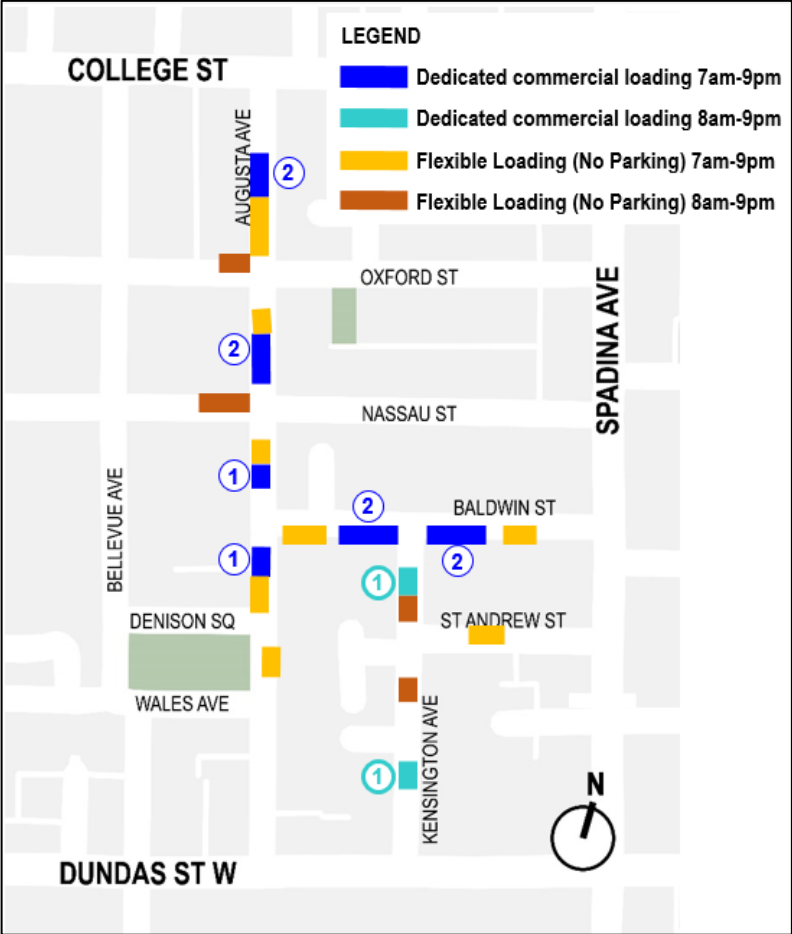 LEGEND
COLLEGE ST
Dedicated commercial loading 7am-9pm
Dedicated commercial loading 8am-9pm
AUGUSTA AVE
Flexible Loading (No Parking) 7am-9pm
2
Flexible Loading (No Parking) 8am-9pm
OXFORD ST
SPADINA AVE
2
NASSAU ST
1
BELLEVUE AVE
2
BALDWIN ST
1
2
1
DENISON SQ
ST ANDREW ST
WALES AVE
KENSINGTON AVE
1
N
DUNDAS ST W